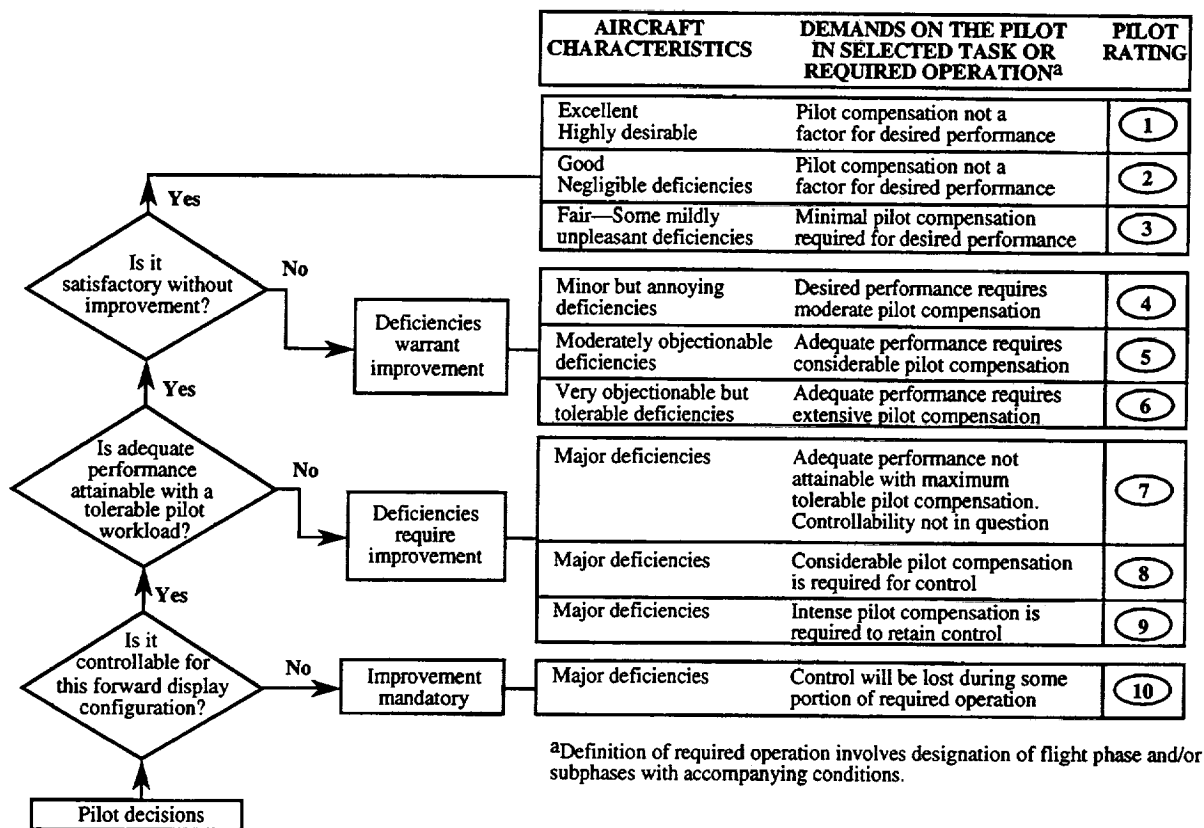 AIRCRAFT
CHARACTERISTICS
DEMANDS ON THE PILOT
IN SELECTED TASK OR
REQUIRED OPERATIONa
PILOT
RATING
Excellent
Highly desirable
Pilot compensation not a
factor for desired performance
1
Good
Negligible deficiencies
Pilot compensation not a
factor for desired performance
2
Fair—Some mildly
unpleasant deficiencies
Minimal pilot compensation
required for desired performance
3
Yes
Is it
satisfactory without
improvement?
No
Deficiencies
warrant
improvement
Minor but annoying
deficiencies
Desired performance requires
moderate pilot compensation
4
Moderately objectionable
deficiencies
Adequate performance requires
considerable pilot compensation
5
Very objectionable but
tolerable deficiencies
Adequate performance requires
extensive pilot compensation
6
Yes
Is adequate
performance
attainable with a
tolerable pilot
workload?
No
Deficiencies
require
improvement
Major deficiencies
Adequate performance not
attainable with maximum
tolerable pilot compensation.
Controllability not in question
7
Major deficiencies
Considerable pilot compensation
is required for control
8
Major deficiencies
Intense pilot compensation is
required to retain control
9
Yes
Is it
controllable for
this forward display
configuration?
No
Improvement
mandatory
Major deficiencies
Control will be lost during some
portion of required operation
10
aDefinition of required operation involves designation of flight phase and/or
subphases with accompanying conditions.
Pilot decisions